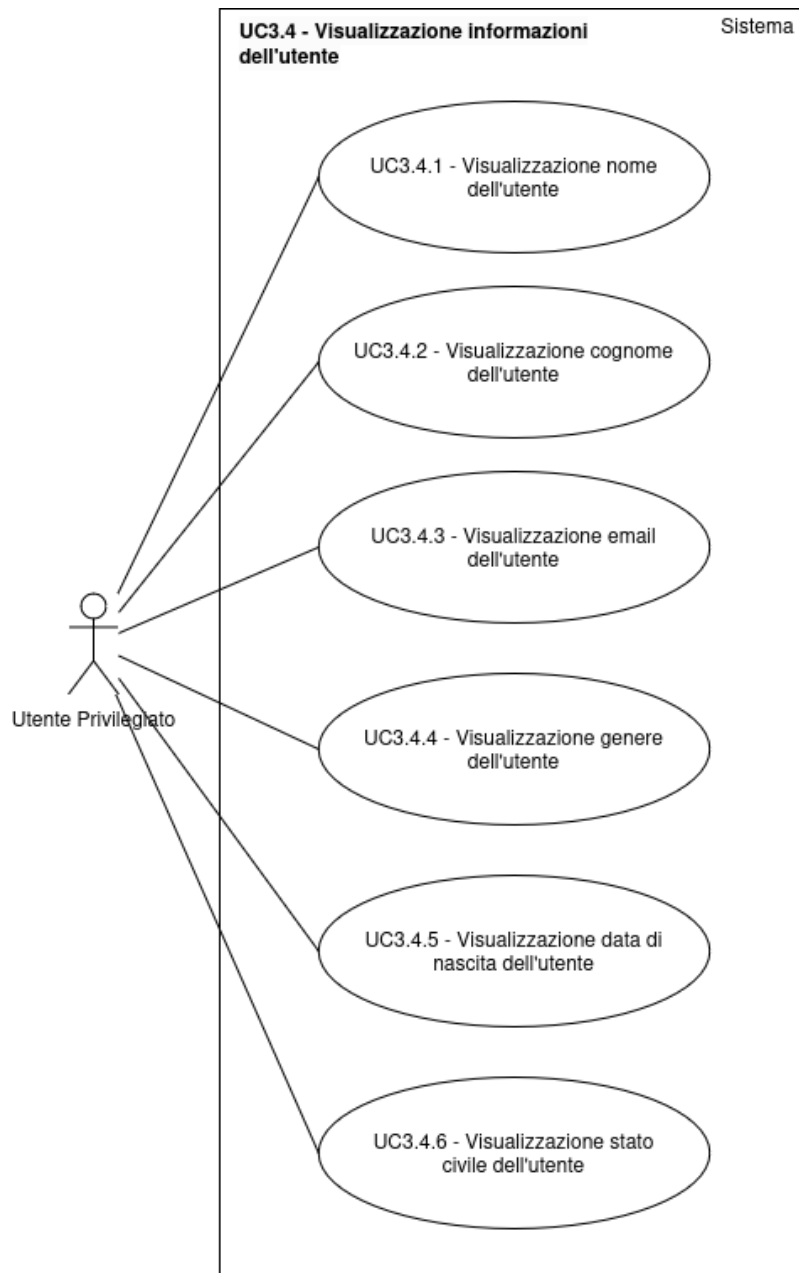 UC3.4 - Visualizzazione informazioni
dell'utente
Sistema
UC3.4.1 - Visualizzazione nome
dell'utente
UC3.4.2 - Visualizzazione cognome
dell'utente
UC3.4.3 - Visualizzazione email
dell'utente
Utente Privilegiato
UC3.4.4 - Visualizzazione genere
dell'utente
UC3.4.5 - Visualizzazione data di
nascita dell'utente
UC3.4.6 - Visualizzazione stato
civile dell'utente